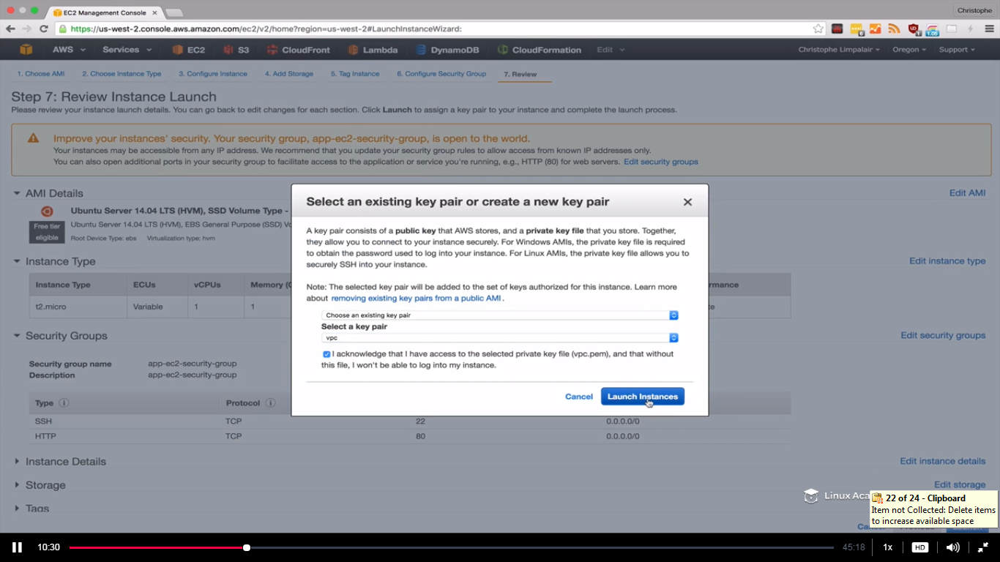 EC2 Management Console
Christophe
https://us-west-2.console.aws.amazon.com/ec2/v2/home?region=us-west-2#LaunchInstanceWizard:
AWS Services EC2 S3 CloudFront Lambda DynamoDB CloudFormation Edit Christophe Limpalair Oregon Support
1. Choose AMI 2. Choose Instance Type 3. Configure Instance 4. Add Storage 5. Tag Instance 6. Configure Security Group 7. Review
Step 7: Review Instance Launch
Please review your instance launch details. You can go back to edit changes for each section. Click Launch to assign a key pair to your instance and complete the launch process.
Improve your instances' security. Your security group, app-ec2-security-group, is open to the world.
Your instances may be accessible from any IP address. We recommend that you update your security group rules to allow access from known IP addresses only.
You can also open additional ports in your security group to facilitate access to the application or service you're running, e.g., HTTP (80) for web servers. Edit security groups
AMI Details Edit AMI
Ubuntu Server 14.04 LTS (HVM), SSD Volume Type -
Free tier eligible
Ubuntu Server 14.04 LTS (HVM), EBS General Purpose (SSD)
Root Device Type: ebs Virtualization type: hvm
Instance Type Edit instance type
Instance Type ECUs vCPUs Memory
t2.micro Variable 1 1
Security Groups Edit security groups
Security group name app-ec2-security-group
Description app-ec2-security-group
Type Protocol
SSH TCP 22 0.0.0.0/0
HTTP TCP 80 0.0.0.0/0
Instance Details Edit instance details
Storage Edit storage
Tags
Select an existing key pair or create a new key pair
A key pair consists of a public key that AWS stores, and a private key file that you store. Together,
they allow you to connect to your instance securely. For Windows AMIs, the private key file is required
to obtain the password used to log into your instance. For Linux AMIs, the private key file allows you to
securely SSH into your instance.
Note: The selected key pair will be added to the set of keys authorized for this instance. Learn more
about removing existing key pairs from a public AMI.
Choose an existing key pair
Select a key pair
vpc
I acknowledge that I have access to the selected private key file (vpc.pem), and that without
this file, I won't be able to log into my instance.
Cancel Launch Instances
Linux
22 of 24 - Clipboard
Item not Collected: Delete items
to increase available space
10:30 45:18 1x HD